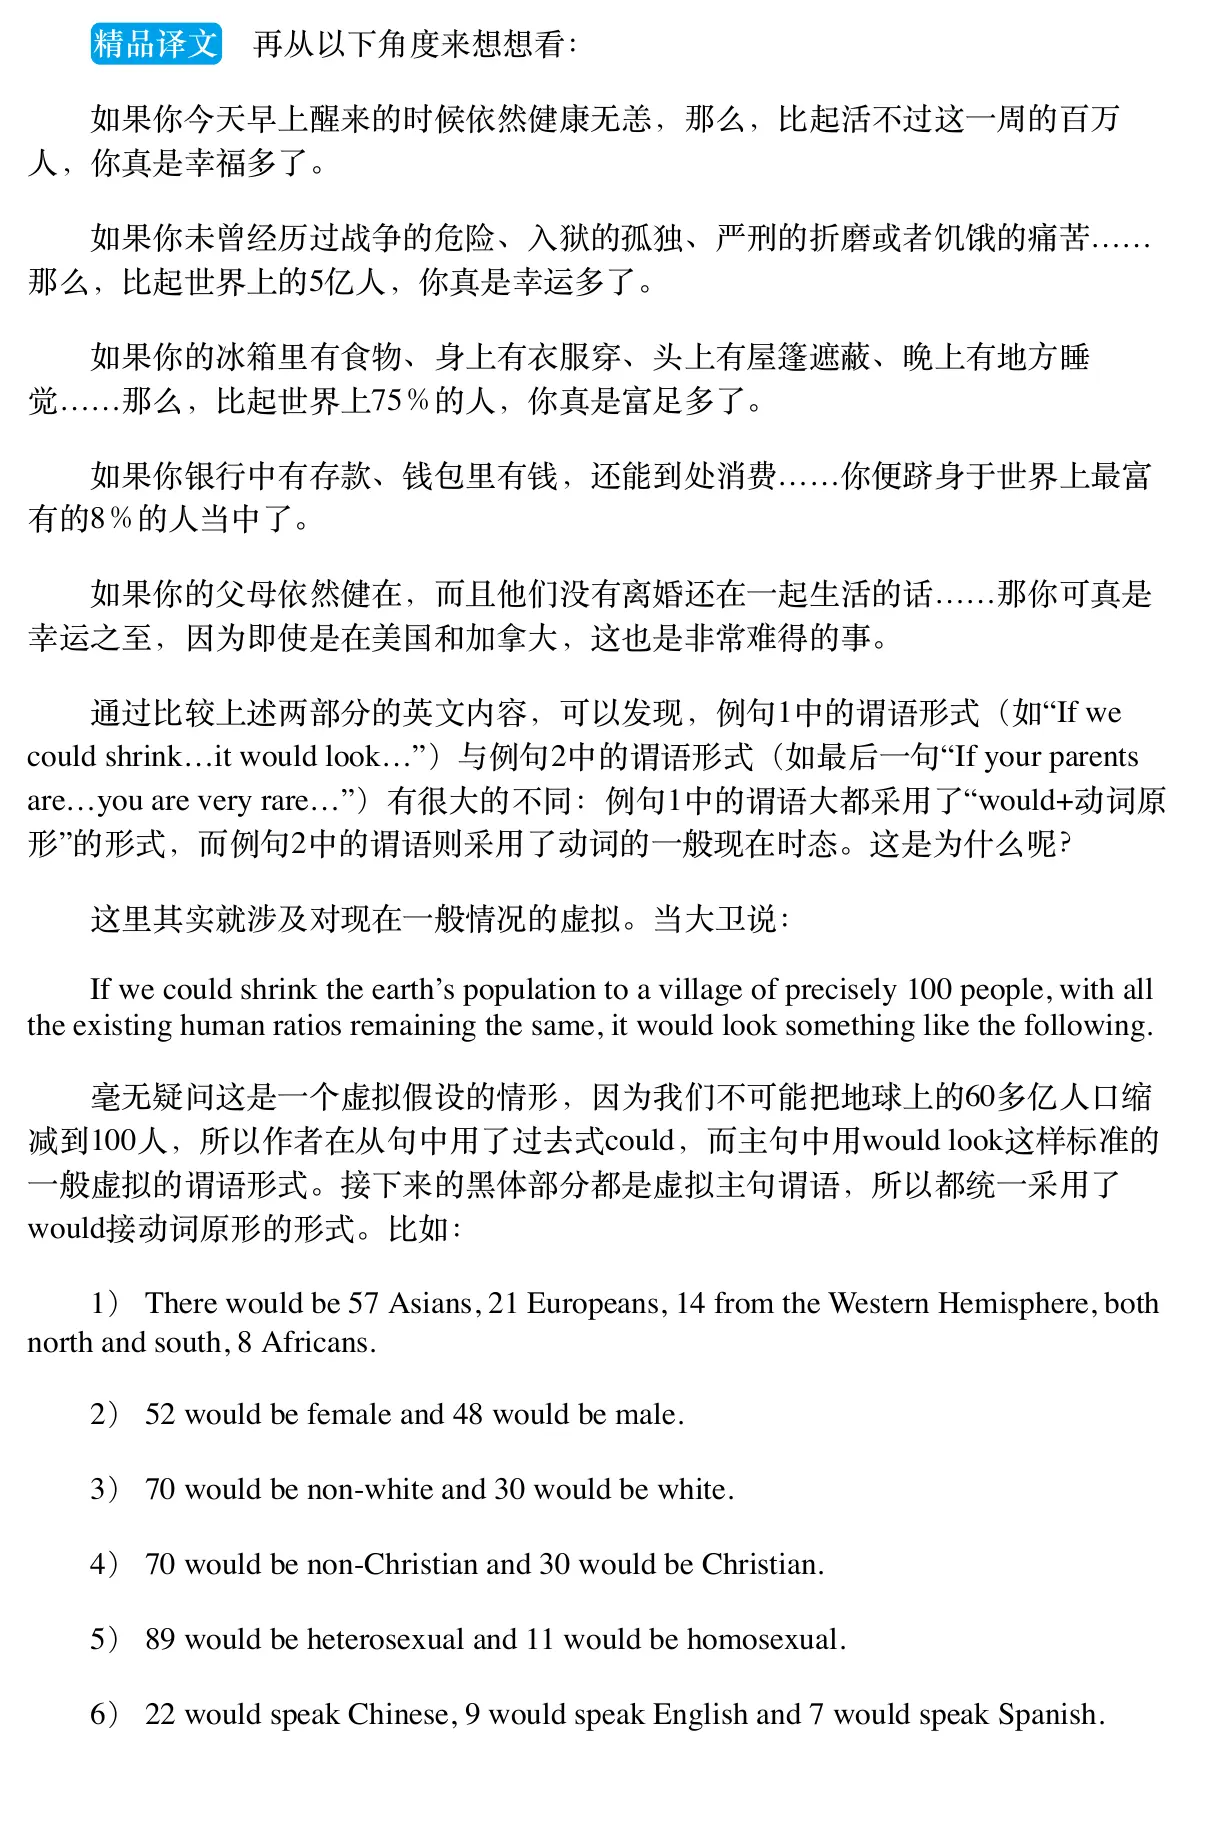 精品译文 再从以下角度来想想看：
如果你今天早上醒来的时候依然健康无恙，那么，比起活不过这一周的百万
人，你真是幸福多了。
如果你未曾经历过战争的危险、入狱的孤独、严刑的折磨或者饥饿的痛苦……
那么，比起世界上的5亿人，你真是幸运多了。
如果你的冰箱里有食物、身上有衣服穿、头上有屋篷遮蔽、晚上有地方睡
觉……那么，比起世界上75％的人，你真是富足多了。
如果你银行中有存款、钱包里有钱，还能到处消费……你便跻身于世界上最富
有的8％的人当中了。
如果你的父母依然健在，而且他们没有离婚还在一起生活的话……那你可真是
幸运之至，因为即使是在美国和加拿大，这也是非常难得的事。
通过比较上述两部分的英文内容，可以发现，例句1中的谓语形式（如“If we
could shrink…it would look…”）与例句2中的谓语形式（如最后一句“If your parents
are…you are very rare…”）有很大的不同：例句1中的谓语大都采用了“would+动词原
形”的形式，而例句2中的谓语则采用了动词的一般现在时态。这是为什么呢？
这里其实就涉及对现在一般情况的虚拟。当大卫说：
If we could shrink the earth’s population to a village of precisely 100 people, with all
the existing human ratios remaining the same, it would look something like the following.
毫无疑问这是一个虚拟假设的情形，因为我们不可能把地球上的60多亿人口缩
减到100人，所以作者在从句中用了过去式could，而主句中用would look这样标准的
一般虚拟的谓语形式。接下来的黑体部分都是虚拟主句谓语，所以都统一采用了
would接动词原形的形式。比如：
1） There would be 57 Asians, 21 Europeans, 14 from the Western Hemisphere, both
north and south, 8 Africans.
2） 52 would be female and 48 would be male.
3） 70 would be non-white and 30 would be white.
4） 70 would be non-Christian and 30 would be Christian.
5） 89 would be heterosexual and 11 would be homosexual.
6） 22 would speak Chinese, 9 would speak English and 7 would speak Spanish.